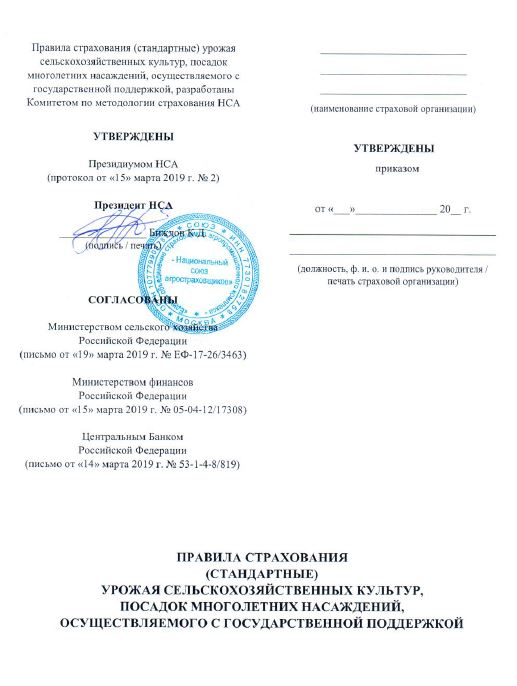 Правила страхования (стандартные) урожая
сельскохозяйственных культур, посадок
многолетних насаждений, осуществляемого с
государственной поддержкой, разработаны
Комитетом по методологии страхования НСА
УТВЕРЖДЕНЫ
Президиумом НСА
(протокол от «15» марта 2019 г. № 2)
Президент НСА
Биждов К.Д.
(подпись / печать)
- Национальный
союз
агростраховщиков»
СОЮЗ
МОСКВА
СОГЛАСОВАНЫ
Министерством сельского хозяйства
Российской Федерации
(письмо от «19» марта 2019 г. № ЕФ-17-26/3463)
Министерством финансов
Российской Федерации
(письмо от «15» марта 2019 г. № 05-04-12/17308)
Центральным Банком
Российской Федерации
(письмо от «14» марта 2019 г. № 53-1-4-8/819)
(наименование страховой организации)
УТВЕРЖДЕНЫ
приказом
от «___»________________ 20__ г.
(должность, ф. и. о. и подпись руководителя /
печать страховой организации)
ПРАВИЛА СТРАХОВАНИЯ
(СТАНДАРТНЫЕ)
УРОЖАЯ СЕЛЬСКОХОЗЯЙСТВЕННЫХ КУЛЬТУР,
ПОСАДОК МНОГОЛЕТНИХ НАСАЖДЕНИЙ,
ОСУЩЕСТВЛЯЕМОГО С ГОСУДАРСТВЕННОЙ ПОДДЕРЖКОЙ